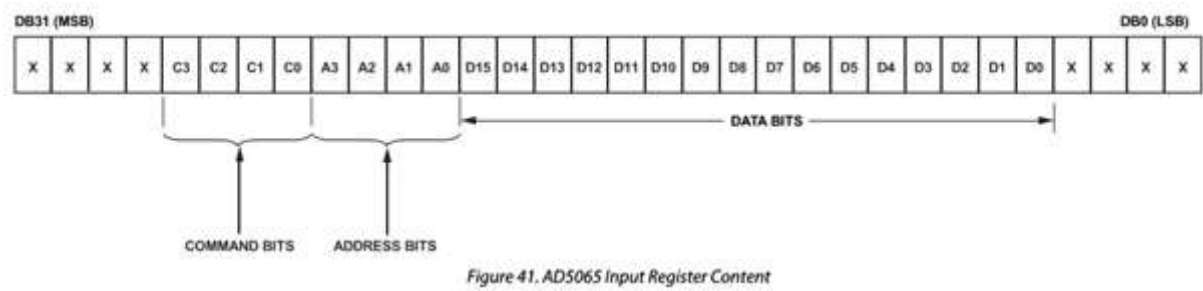 DB31 (MSB) DB0 (LSB)
X X X X C3 C2 C1 C0 A3 A2 A1 A0 D15 D14 D13 D12 D11 D10 D9 D8 D7 D6 D5 D4 D3 D2 D1 D0 X X X X
DATA BITS
COMMAND BITS ADDRESS BITS
Figure 41. AD5065 Input Register Content